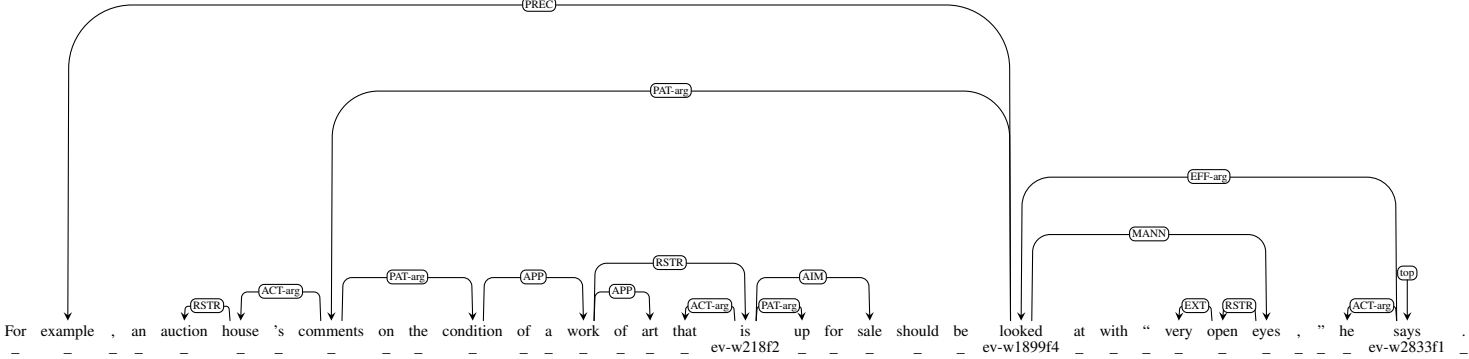 PREC
PAT-arg
EFF-arg
MANN
RSTR
top
PAT-arg APP AIM
ACT-arg APP
RSTR ACT-arg PAT-arg EXT RSTR ACT-arg
For example , an auction house 's comments on the condition of a work of art that is up for sale should be looked at with “ very open eyes , ” he says .
_ _ _ _ _ _ _ _ _ _ _ _ _ _ _ _ _ ev-w218f2 _ _ _ _ _ ev-w1899f4 _ _ _ _ _ _ _ _ _ ev-w2833f1 _